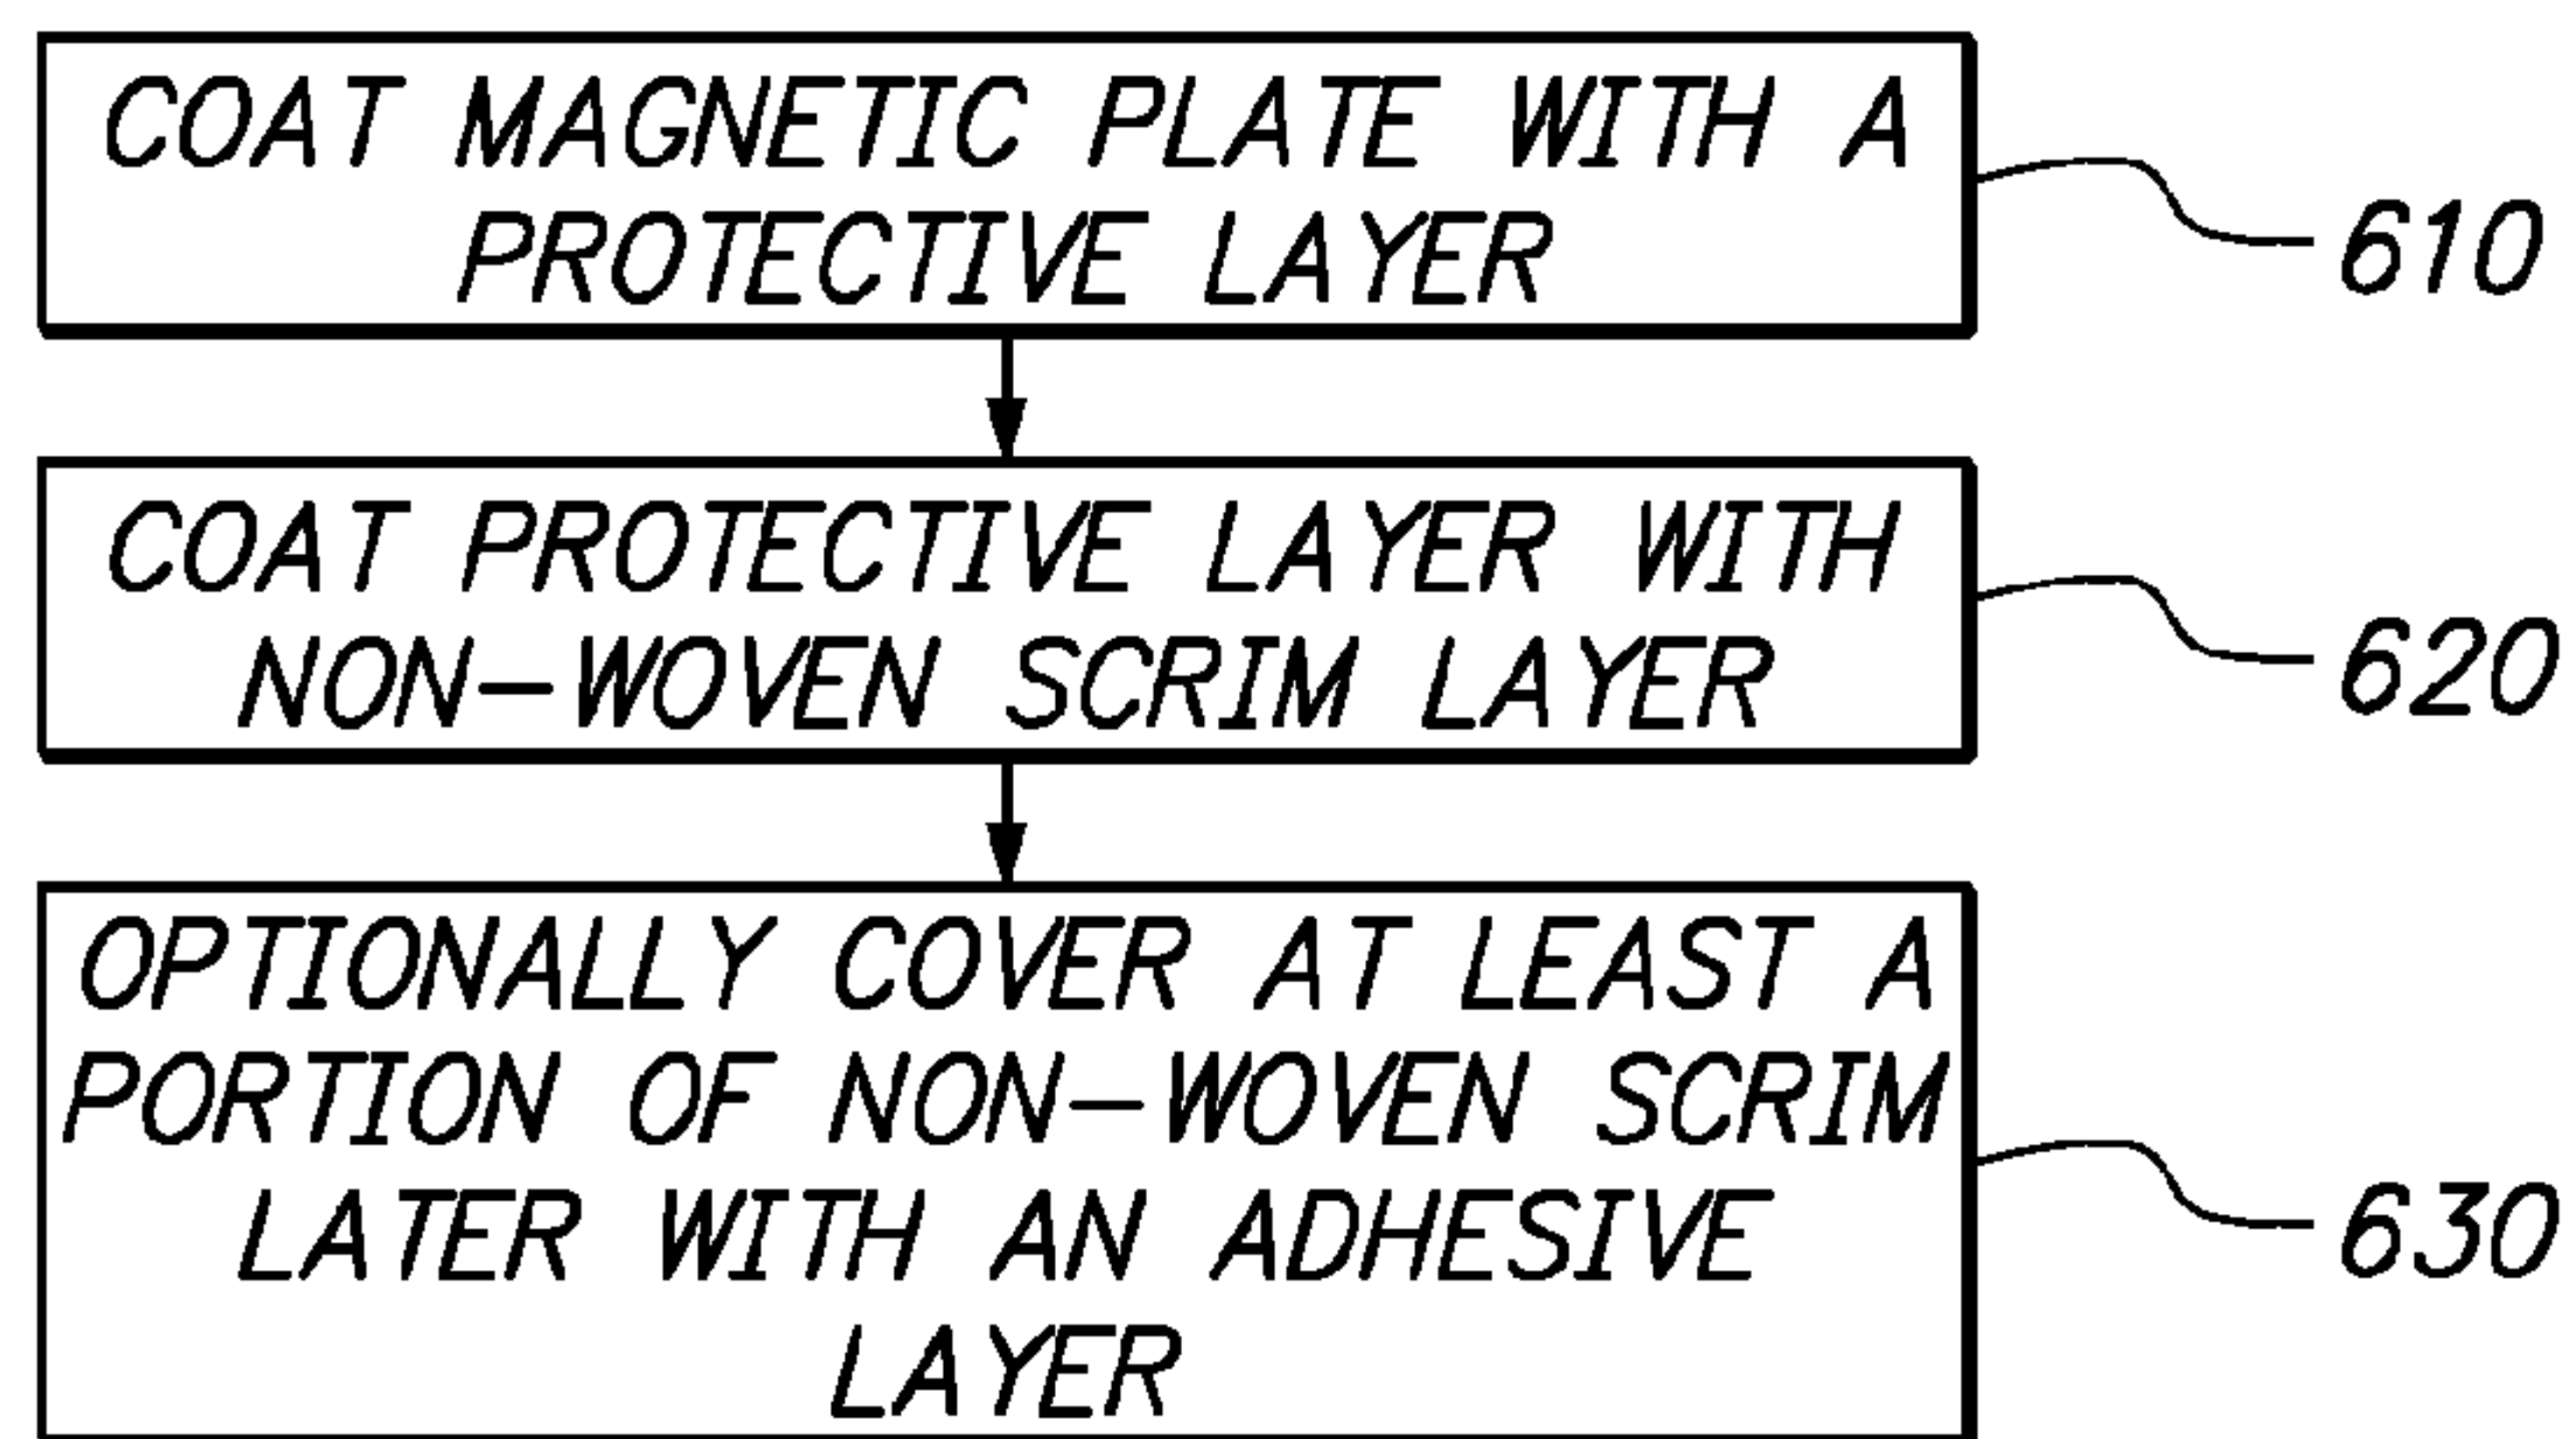 COAT MAGNETIC PLATE WITH A
PROTECTIVE LAYER
610
COAT PROTECTIVE LAYER WITH
NON-WOVEN SCRIM LAYER
620
OPTIONALLY COVER AT LEAST A
PORTION OF NON-WOVEN SCRIM
LATER WITH AN ADHESIVE
LAYER
630